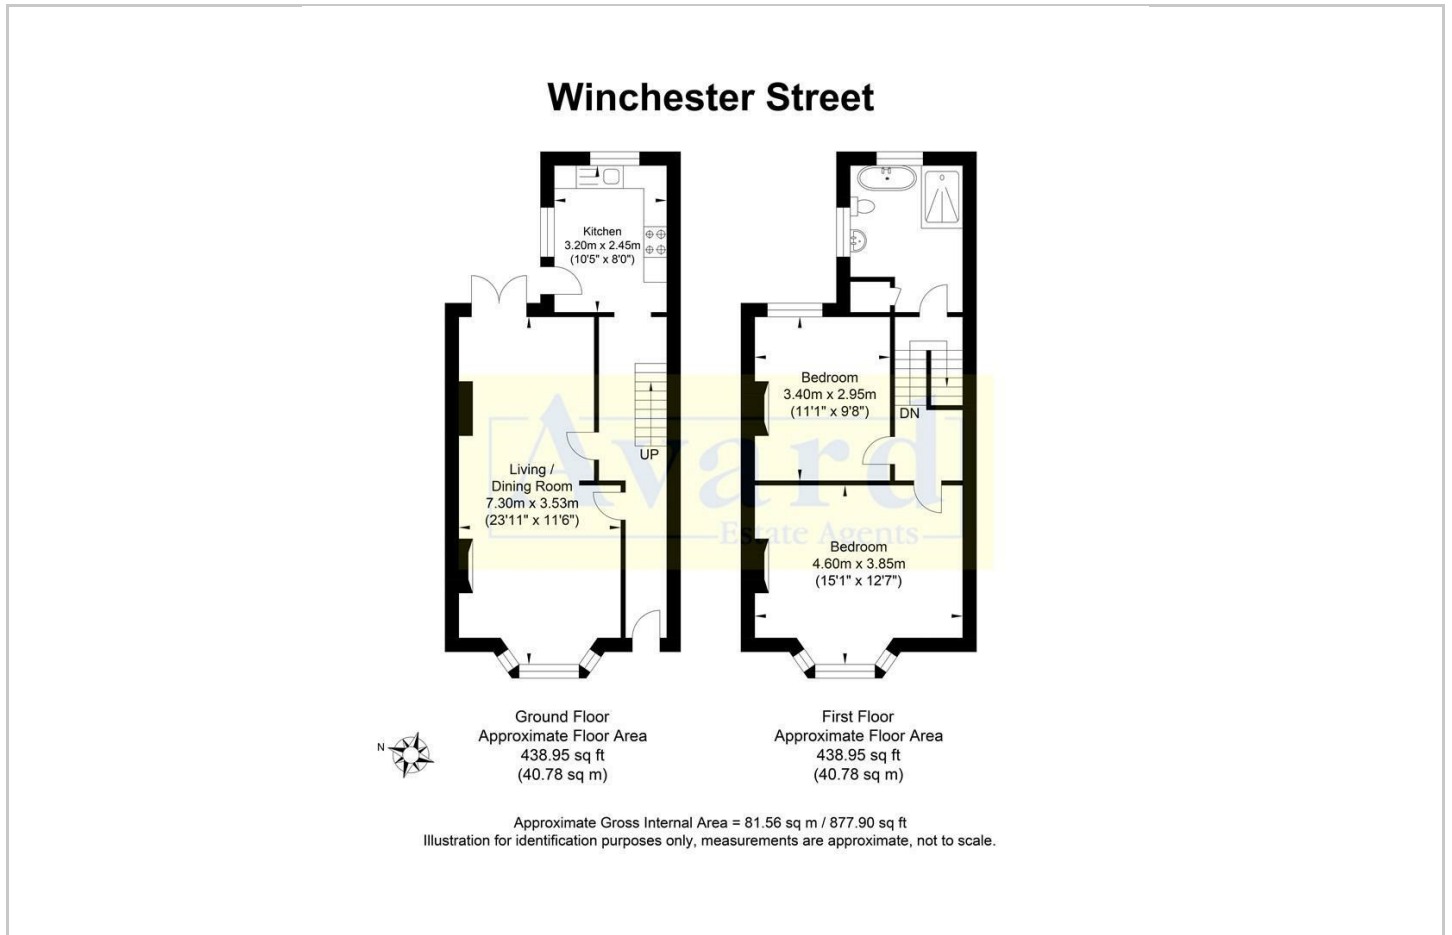 Winchester Street
Kitchen
3.20m x 2.45m
(10'5" x 8'0")
UP
Living /
Dining Room
7.30m x 3.53m
(23'11" x 11'6")
Bedroom
3.40m x 2.95m
(11'1" x 9'8")
DN
Bedroom
4.60m x 3.85m
(15'1" x 12'7")
Avard
Estate Agents
Ground Floor
Approximate Floor Area
438.95 sq ft
(40.78 sq m)
First Floor
Approximate Floor Area
438.95 sq ft
(40.78 sq m)
N
Approximate Gross Internal Area = 81.56 sq m / 877.90 sq ft
Illustration for identification purposes only, measurements are approximate, not to scale.